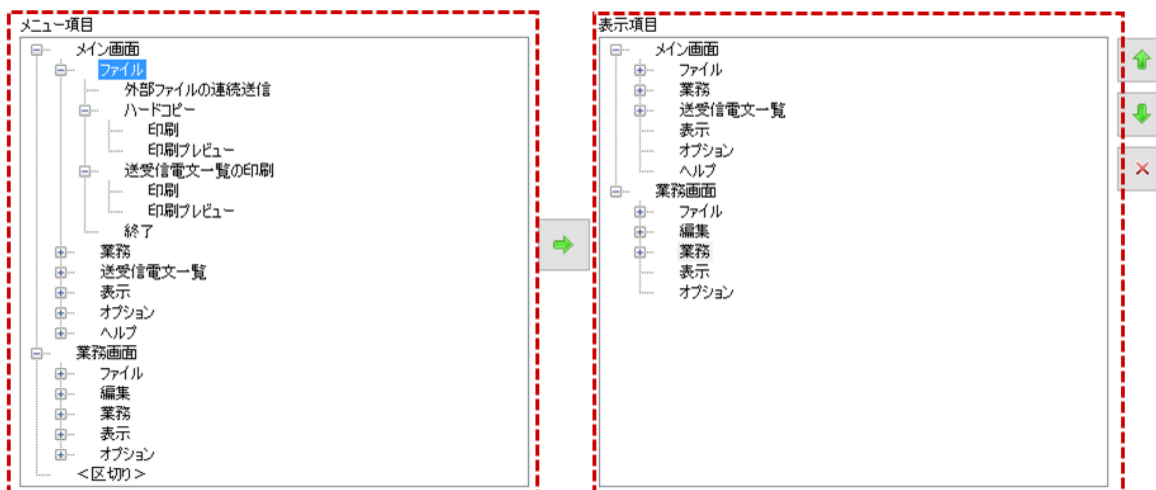 メニュー項目
メイン画面
ファイル
外部ファイルの連続送信
ハードコピー
印刷
印刷プレビュー
送受信電文一覧の印刷
印刷
印刷プレビュー
終了
業務
送受信電文一覧
表示
オプション
ヘルプ
業務画面
ファイル
編集
業務
表示
オプション
<区切り>
表示項目
メイン画面
ファイル
業務
送受信電文一覧
表示
オプション
ヘルプ
業務画面
ファイル
編集
業務
表示
オプション